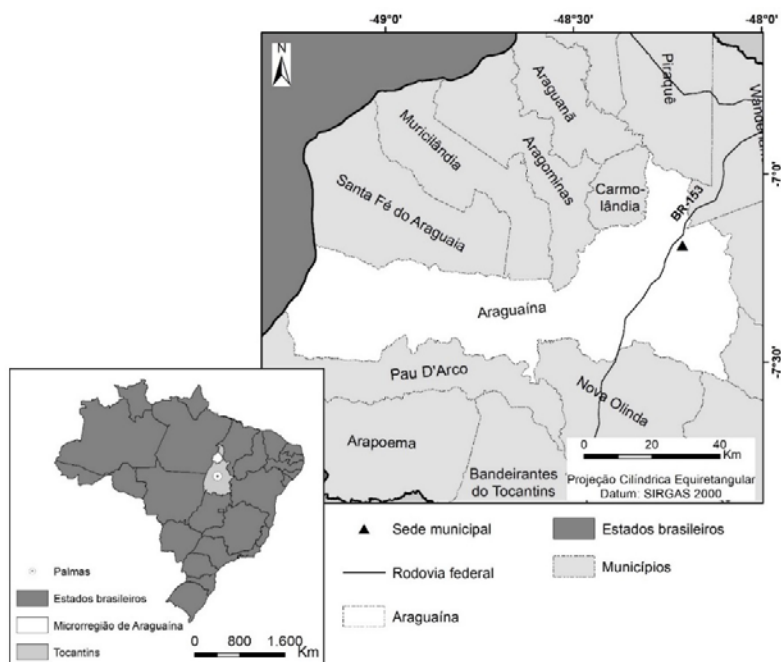 -49°0'
-48°30'
-48°0'
N
Araguanã
Piraquê
Muricilândia
Aragominas
-7°0'
Carmo-
lândia
Santa Fé do Araguaia
BR-153
Araguaína
-7°30'
Pau D'Arco
Nova Olinda
Arapoema
Bandeirantes
do Tocantins
0 20 40
Km
Projeção Cilíndrica Equiretangular
Datum: SIRGAS 2000
Sede municipal
Rodovia federal
Araguaína
Estados brasileiros
Municípios
Palmas
Estados brasileiros
Microrregião de Araguaína
Tocantins
0 800 1.600
Km